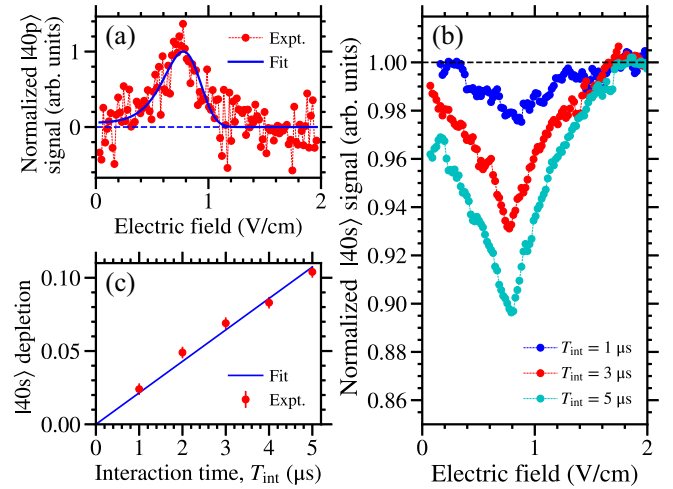 (a)
Expt.
Fit
Normalized |40p⟩
signal (arb. units)
1
0
0
1
2
Electric field (V/cm)
(c)
|40s⟩ depletion
0.10
0.05
0.00
Fit
Expt.
0
1
2
3
4
5
Interaction time, T_int (μs)
(b)
Normalized |40s⟩ signal (arb. units)
1.00
0.98
0.96
0.94
0.92
0.90
0.88
0.86
T_int = 1 μs
T_int = 3 μs
T_int = 5 μs
0
1
2
Electric field (V/cm)